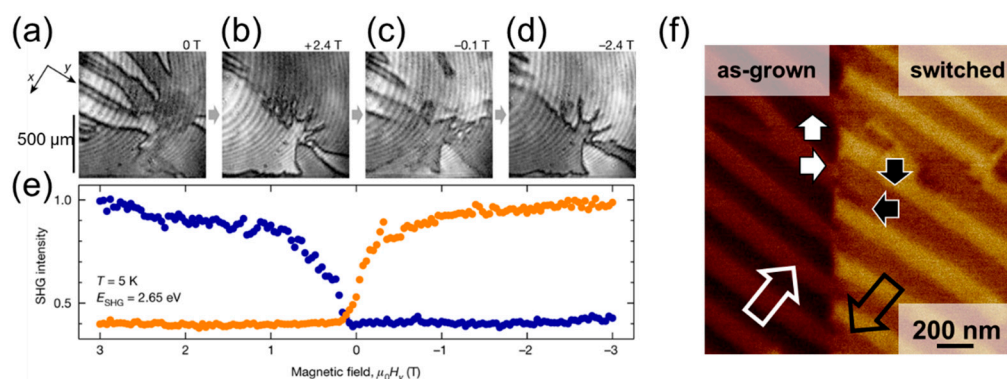 (a) 0 T
(b) +2.4 T
(c) −0.1 T
(d) −2.4 T
x y
500 μm
(e)
SHG intensity
1.0
0.5
T = 5 K
E_SHG = 2.65 eV
3 2 1 0 −1 −2 −3
Magnetic field, μ₀H_y (T)
(f)
as-grown switched
200 nm